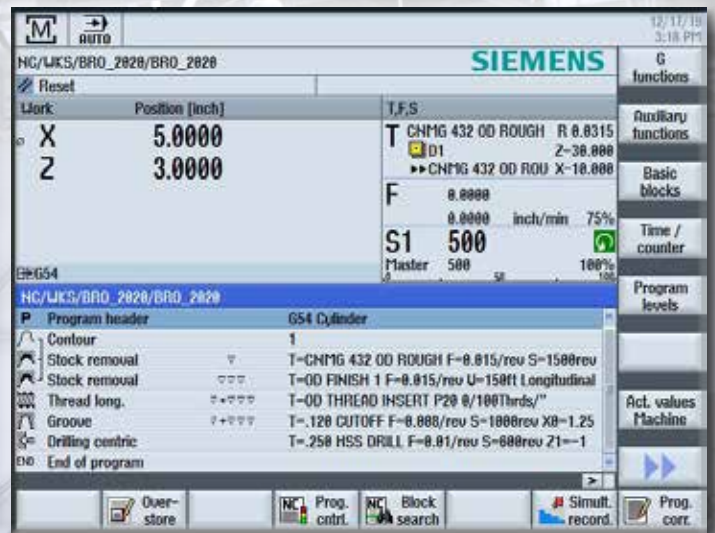 M AUTO
12/17/19
3:18 PM
NC/WKS/BRO_2020/BRO_2020 SIEMENS
Reset
Work Position [inch] T,F,S
X 5.0000
Z 3.0000
T CNMG 432 OD ROUGH R 0.0315
D1 Z-30.000
▸▸CNMG 432 OD ROU X-10.000
F 0.0000
0.0000 inch/min 75%
S1 500
Master 500 100%
0 50 100
G54
NC/WKS/BRO_2020/BRO_2020
P Program header G54 Cylinder
Contour 1
Stock removal ▽ T=CNMG 432 OD ROUGH F=0.015/rev S=1500rev
Stock removal ▽▽▽ T=OD FINISH 1 F=0.015/rev U=150ft Longitudinal
Thread long. ▽+▽▽▽ T=OD THREAD INSERT P20 0/100Thrds/"
Groove ▽+▽▽▽ T=.120 CUTOFF F=0.008/rev S=1000rev X0=1.25
Drilling centric T=.250 HSS DRILL F=0.01/rev S=600rev Z1=-1
END End of program
G
functions
Auxiliary
functions
Basic
blocks
Time /
counter
Program
levels
Act. values
Machine
Over-
store
NC Prog.
cntrl.
NC Block
search
Simult.
record.
Prog.
corr.